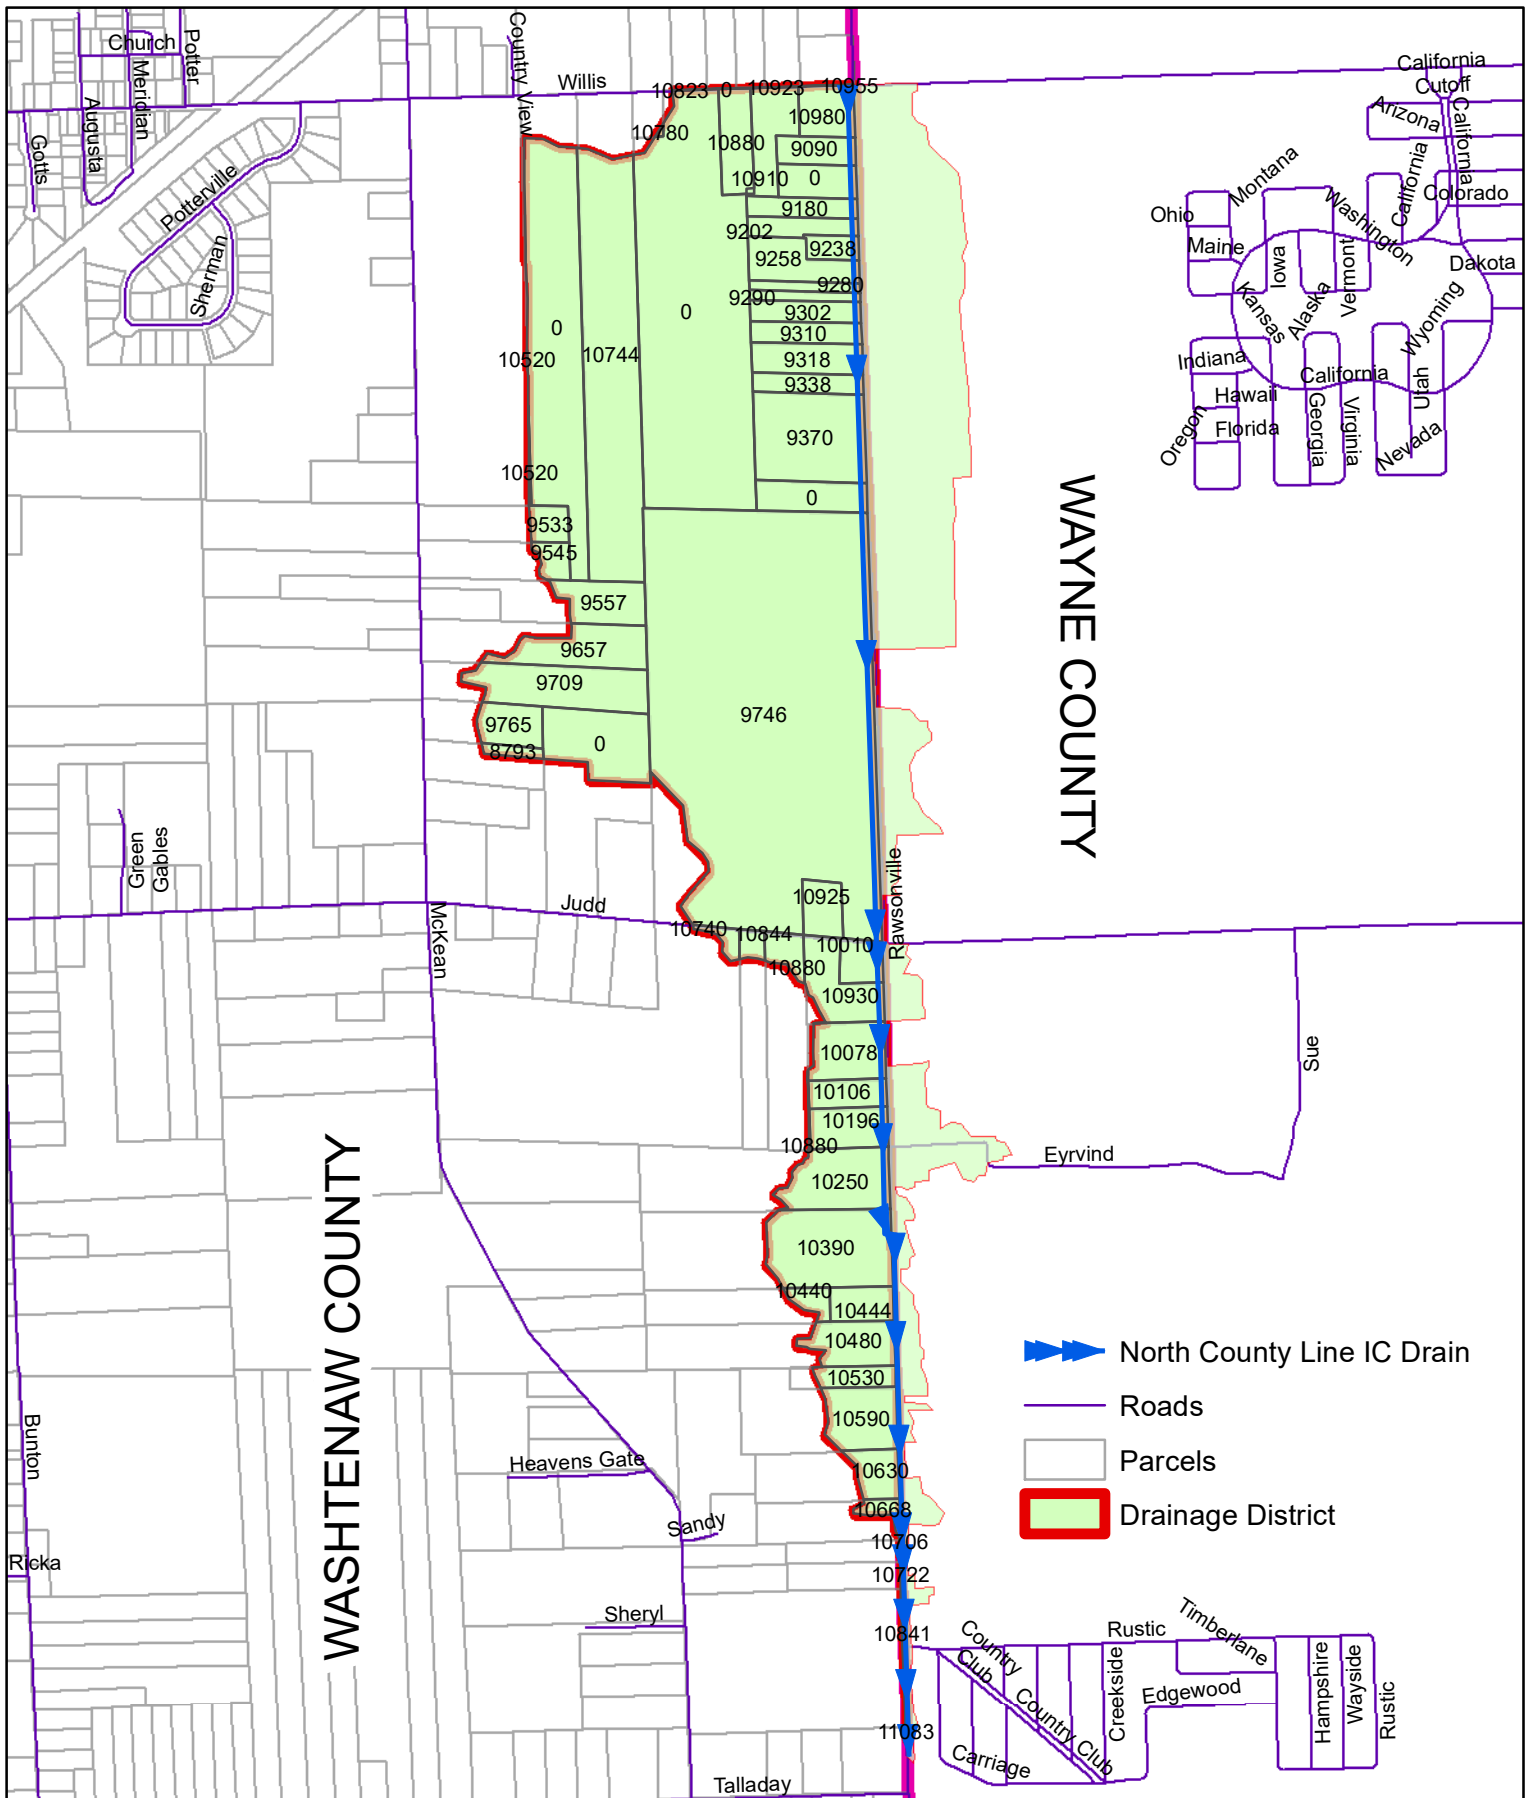 Church
Potter
Meridian
Augusta
Gotts
Country View
Willis
Potterville
Sherman
10823
0
10923
10955
10780
10880
10980
9090
10910
0
9180
9202
9238
9258
9280
9290
9302
9310
9318
9338
9370
0
0
10744
0
10520
10520
9533
9545
9557
9657
9709
9765
8793
0
9746
California
Cutoff
Arizona
California
California
Colorado
Montana
Ohio
Washington
Maine
Iowa
Vermont
Dakota
Kansas
Alaska
Wyoming
Indiana
California
Hawaii
Utah
Oregon
Florida
Georgia
Virginia
Nevada
WAYNE COUNTY
Green
Gables
Judd
McKean
Rawsonville
10925
10740
10844
10010
10880
10930
10078
10106
10196
10880
10250
10390
10440
10444
10480
10530
10590
10630
10668
10706
10722
10841
11083
Sue
Eyrvind
WASHTENAW COUNTY
Bunton
Ricka
Heavens Gate
Sandy
Sheryl
Talladay
North County Line IC Drain
Roads
Parcels
Drainage District
Country
Club
Country Club
Carriage
Creekside
Rustic
Timberlane
Edgewood
Hampshire
Wayside
Rustic